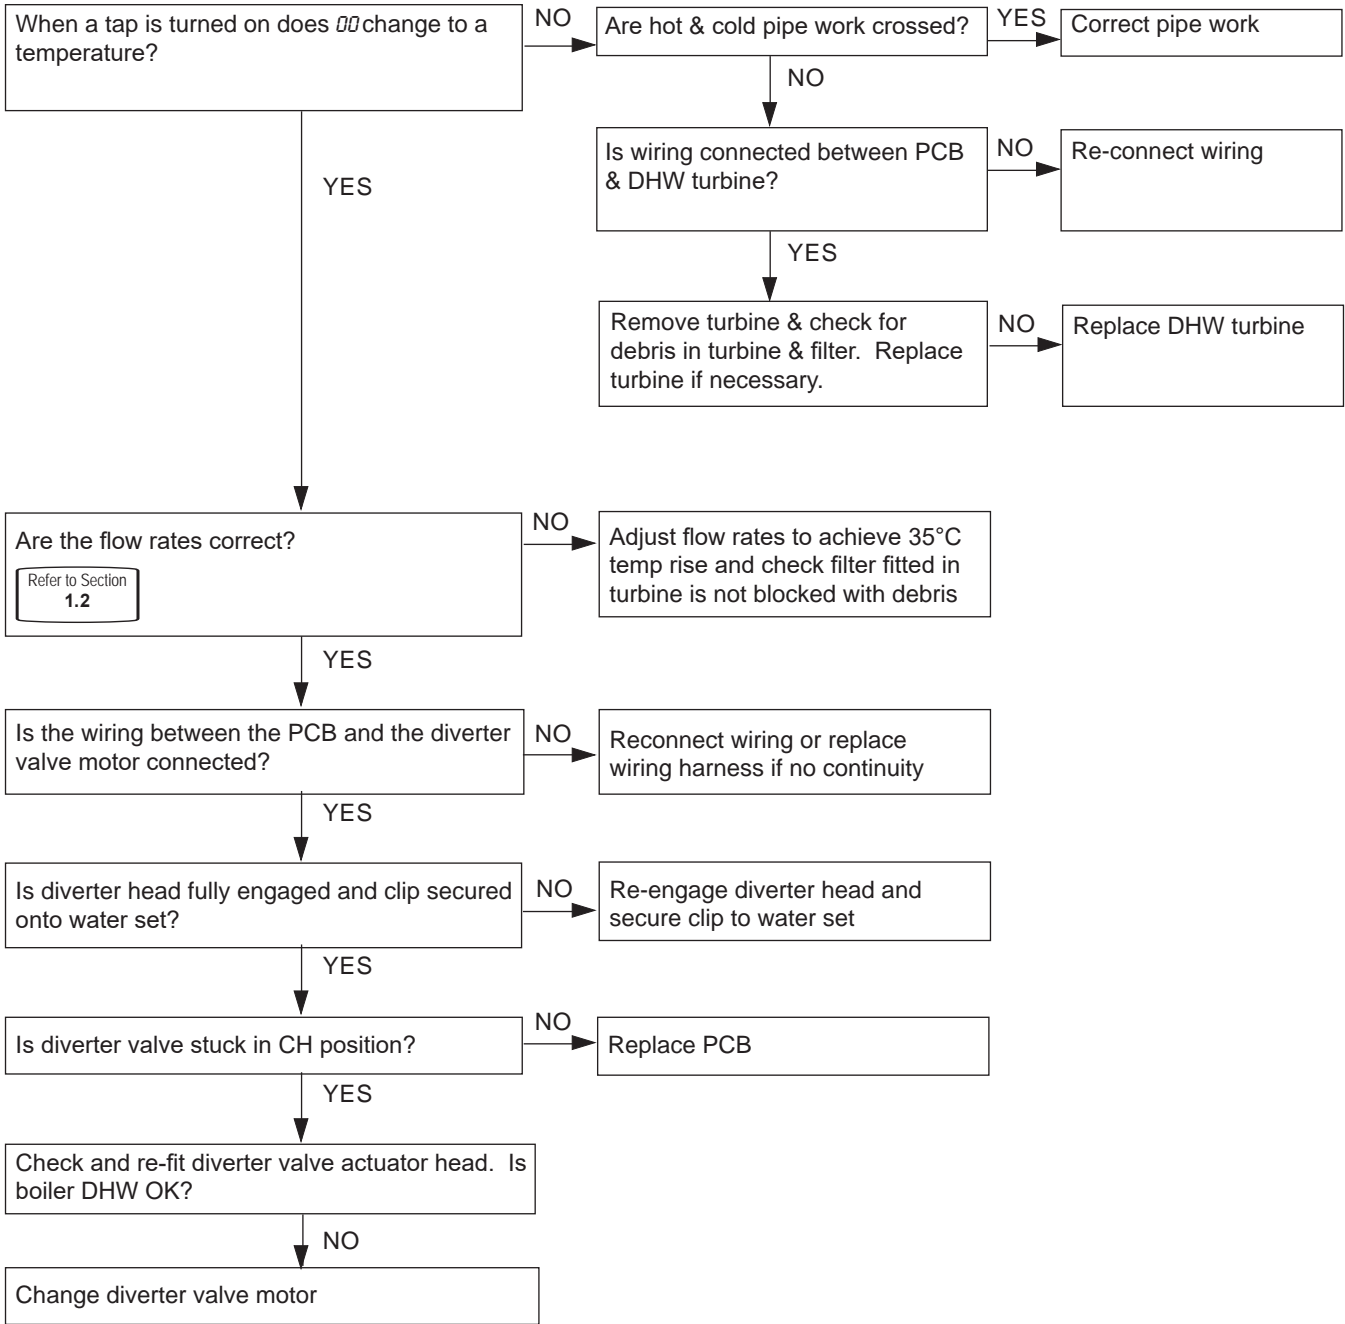 When a tap is turned on does 00 change to a
temperature?
NO
Are hot & cold pipe work crossed?
YES
Correct pipe work
NO
YES
Is wiring connected between PCB
& DHW turbine?
NO
Re-connect wiring
YES
Remove turbine & check for
debris in turbine & filter.  Replace
turbine if necessary.
NO
Replace DHW turbine
Are the flow rates correct?
Refer to Section
1.2
NO
Adjust flow rates to achieve 35°C
temp rise and check filter fitted in
turbine is not blocked with debris
YES
Is the wiring between the PCB and the diverter
valve motor connected?
NO
Reconnect wiring or replace
wiring harness if no continuity
YES
Is diverter head fully engaged and clip secured
onto water set?
NO
Re-engage diverter head and
secure clip to water set
YES
Is diverter valve stuck in CH position?
NO
Replace PCB
YES
Check and re-fit diverter valve actuator head.  Is
boiler DHW OK?
NO
Change diverter valve motor